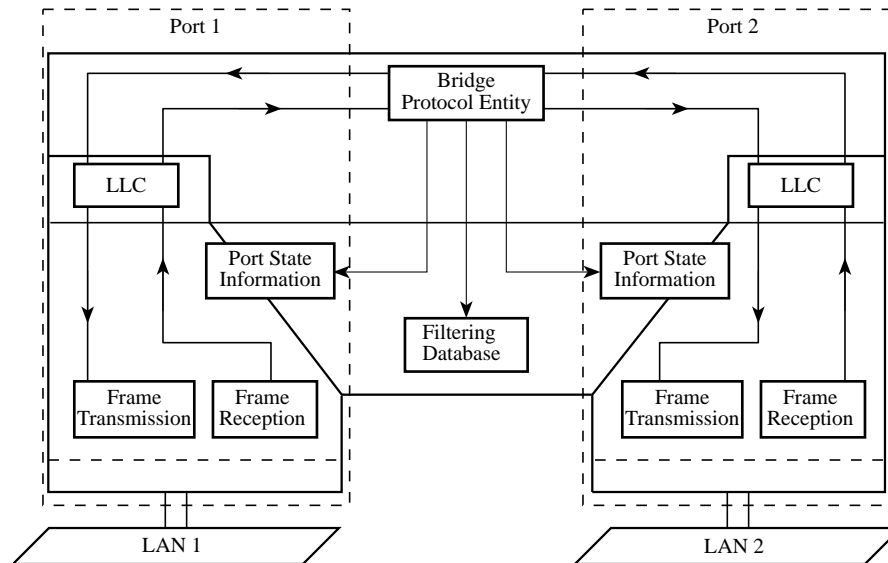 Port 1
Port 2
Bridge
Protocol Entity
LLC
LLC
Port State
Information
Port State
Information
Filtering
Database
Frame
Transmission
Frame
Reception
Frame
Transmission
Frame
Reception
LAN 1
LAN 2